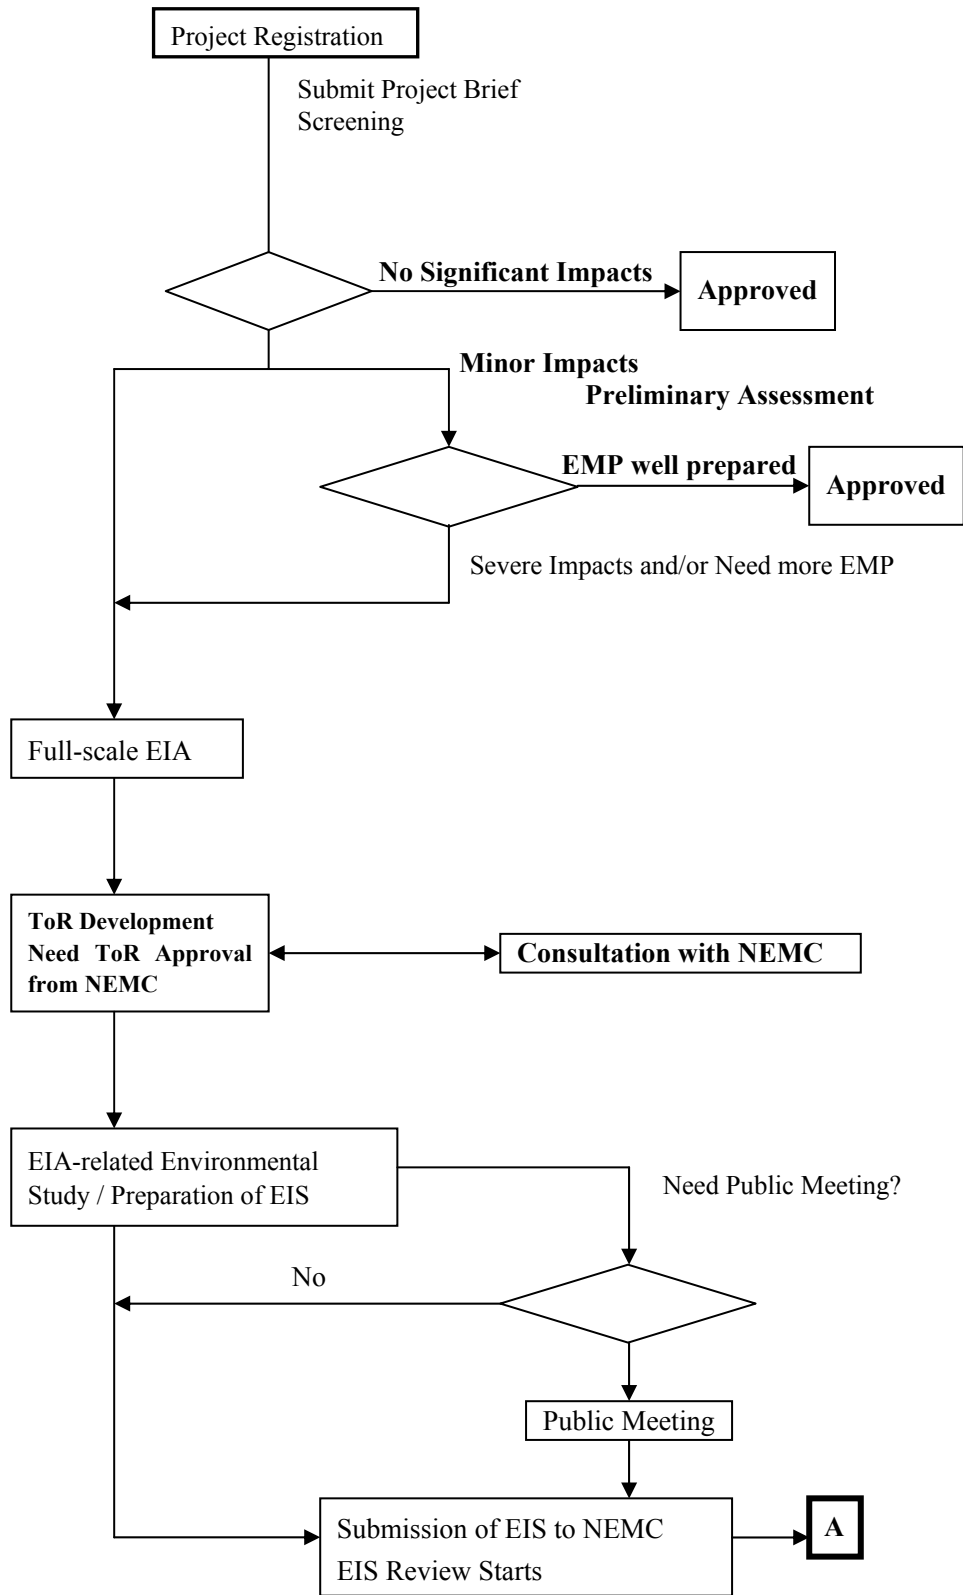 Project Registration
Submit Project Brief
Screening
No Significant Impacts
Approved
Minor Impacts
Preliminary Assessment
EMP well prepared
Approved
Severe Impacts and/or Need more EMP
Full-scale EIA
ToR Development
Need ToR Approval
from NEMC
Consultation with NEMC
EIA-related Environmental
Study / Preparation of EIS
Need Public Meeting?
No
Public Meeting
Submission of EIS to NEMC
EIS Review Starts
A